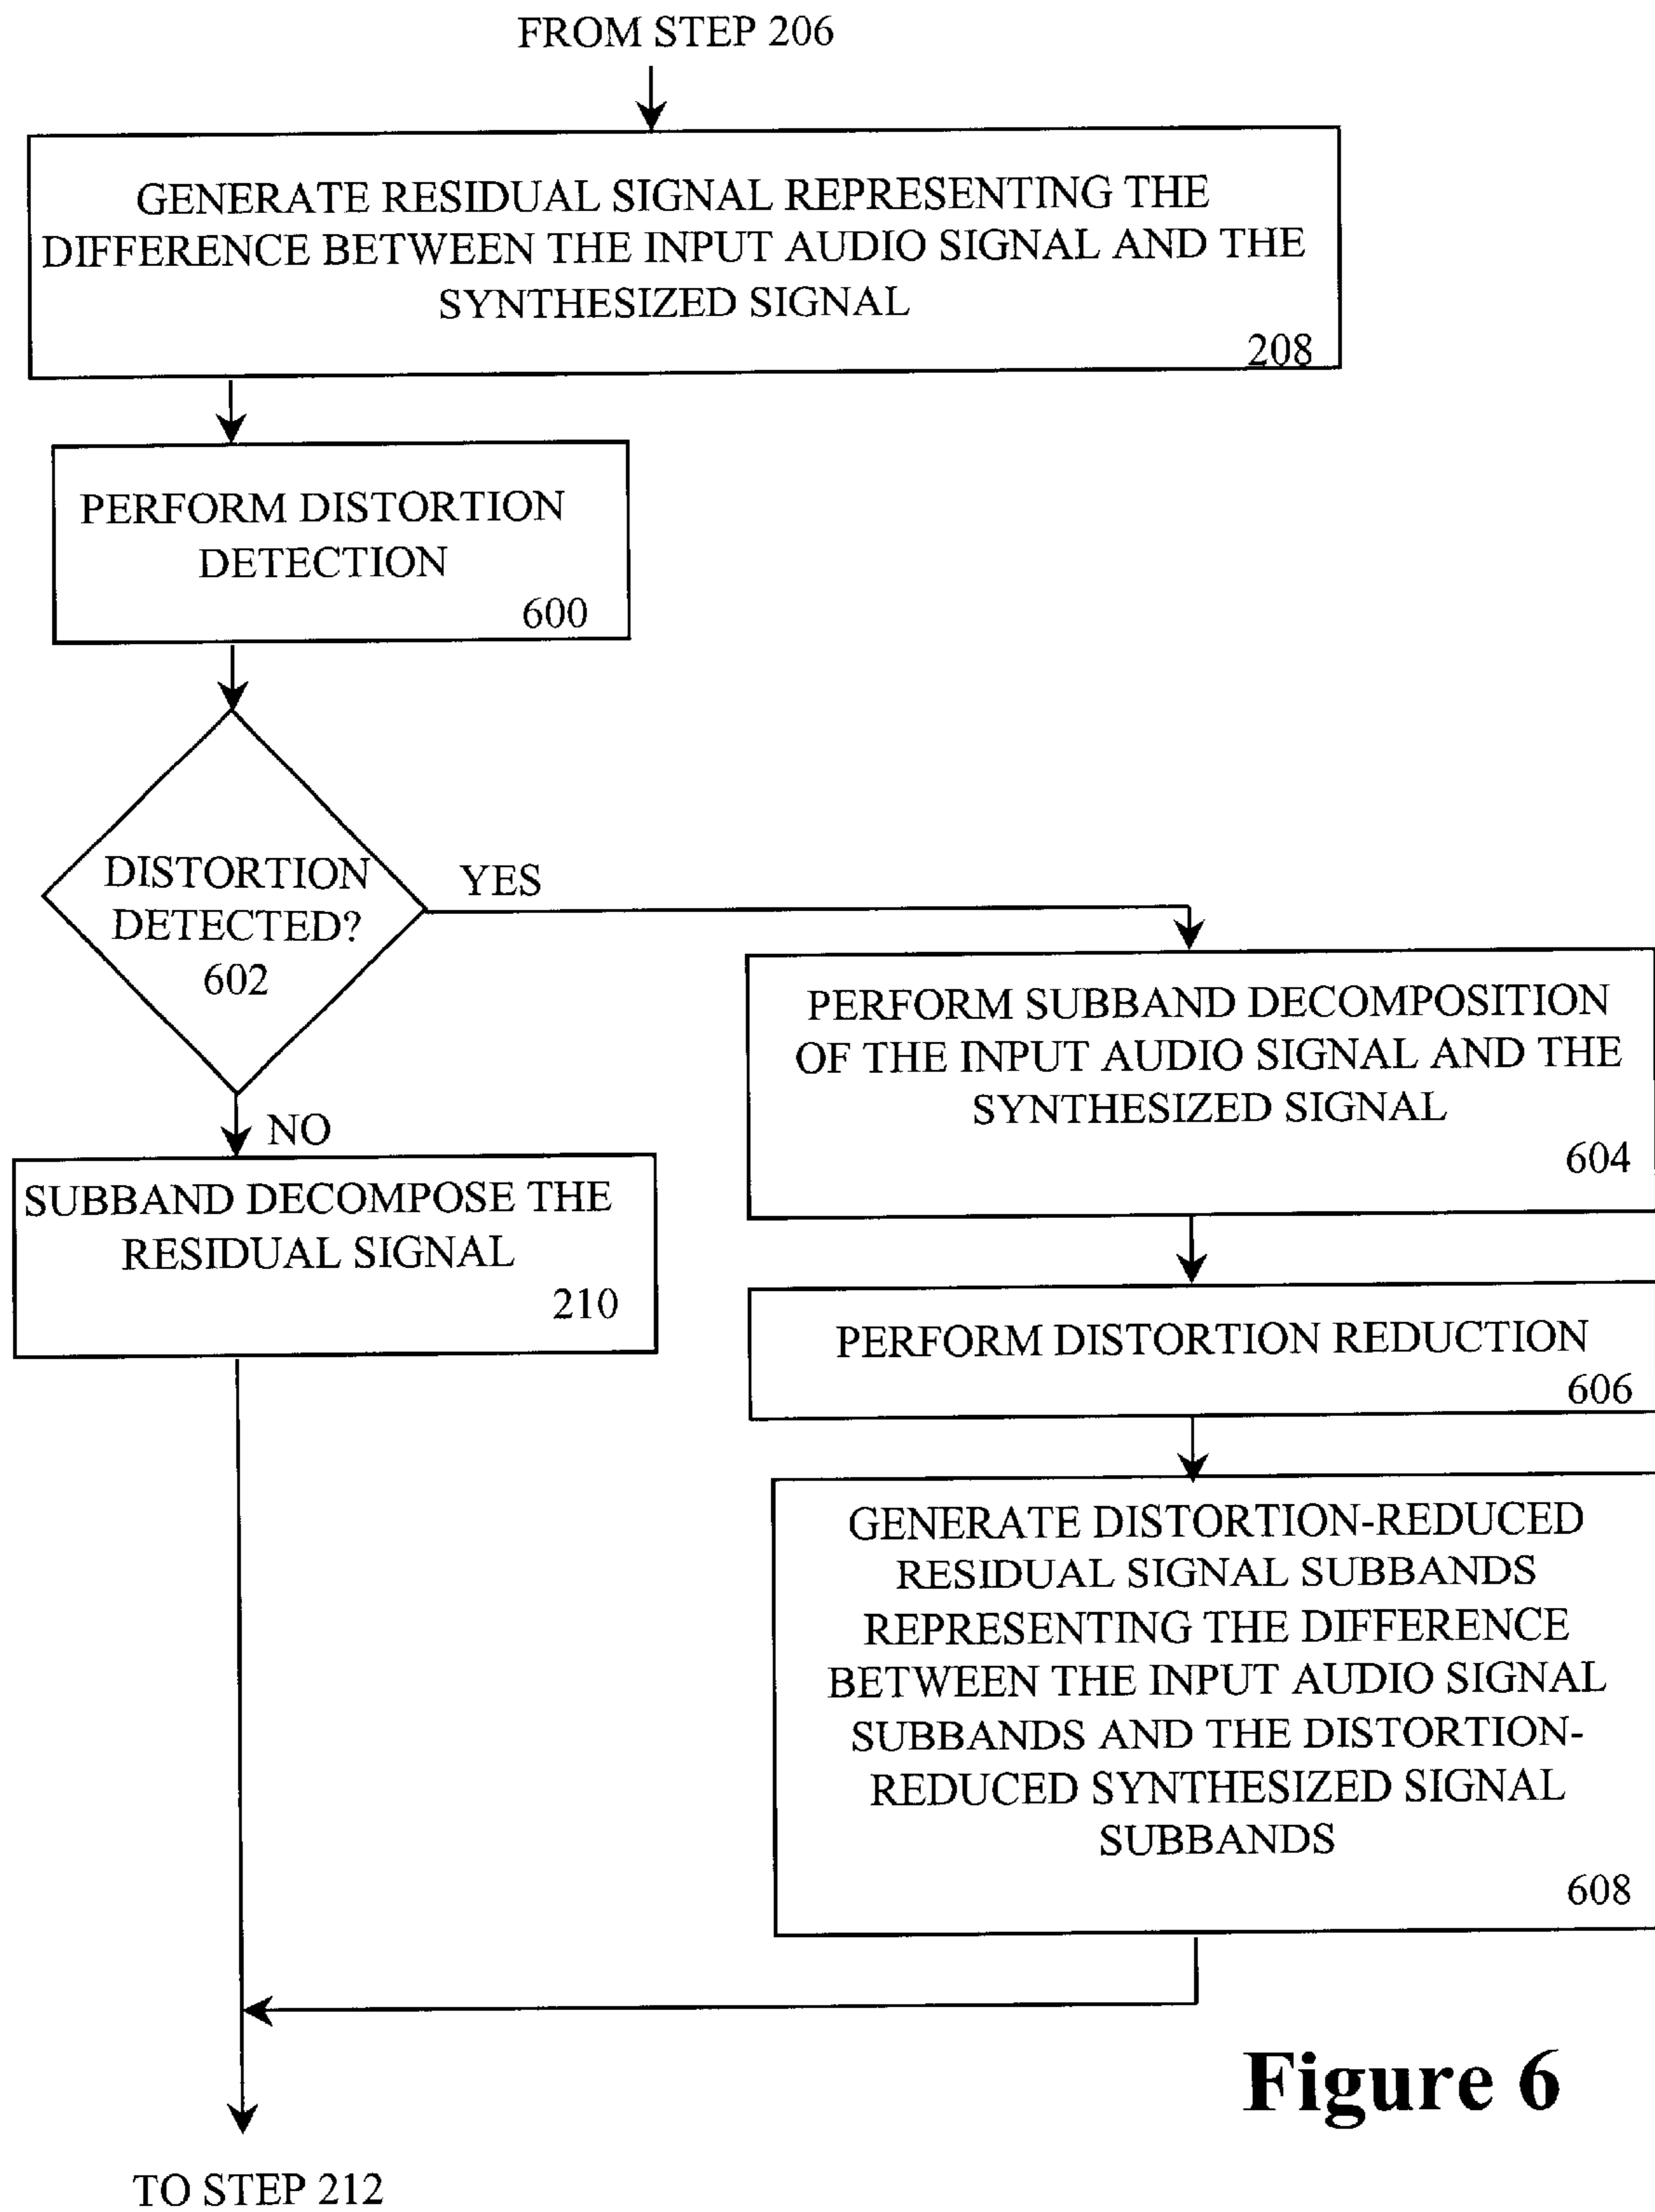 FROM STEP 206
GENERATE RESIDUAL SIGNAL REPRESENTING THE
DIFFERENCE BETWEEN THE INPUT AUDIO SIGNAL AND THE
SYNTHESIZED SIGNAL
208
PERFORM DISTORTION
DETECTION
600
DISTORTION
DETECTED?
602
YES
NO
SUBBAND DECOMPOSE THE
RESIDUAL SIGNAL
210
PERFORM SUBBAND DECOMPOSITION
OF THE INPUT AUDIO SIGNAL AND THE
SYNTHESIZED SIGNAL
604
PERFORM DISTORTION REDUCTION
606
GENERATE DISTORTION-REDUCED
RESIDUAL SIGNAL SUBBANDS
REPRESENTING THE DIFFERENCE
BETWEEN THE INPUT AUDIO SIGNAL
SUBBANDS AND THE DISTORTION-
REDUCED SYNTHESIZED SIGNAL
SUBBANDS
608
Figure 6
TO STEP 212